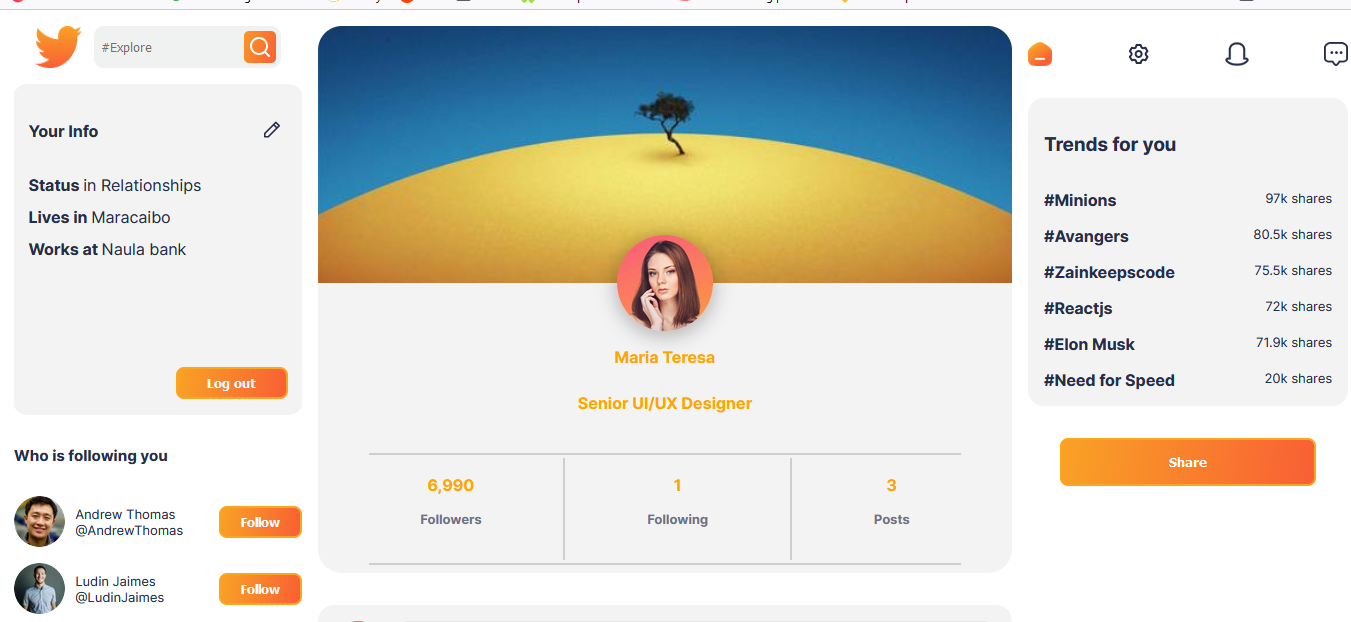 #Explore
Your Info
Status in Relationships
Lives in Maracaibo
Works at Naula bank
Log out
Who is following you
Andrew Thomas
@AndrewThomas
Follow
Ludin Jaimes
@LudinJaimes
Follow
Maria Teresa
Senior UI/UX Designer
6,990
Followers
1
Following
3
Posts
Trends for you
#Minions 97k shares
#Avangers 80.5k shares
#Zainkeepscode 75.5k shares
#Reactjs 72k shares
#Elon Musk 71.9k shares
#Need for Speed 20k shares
Share